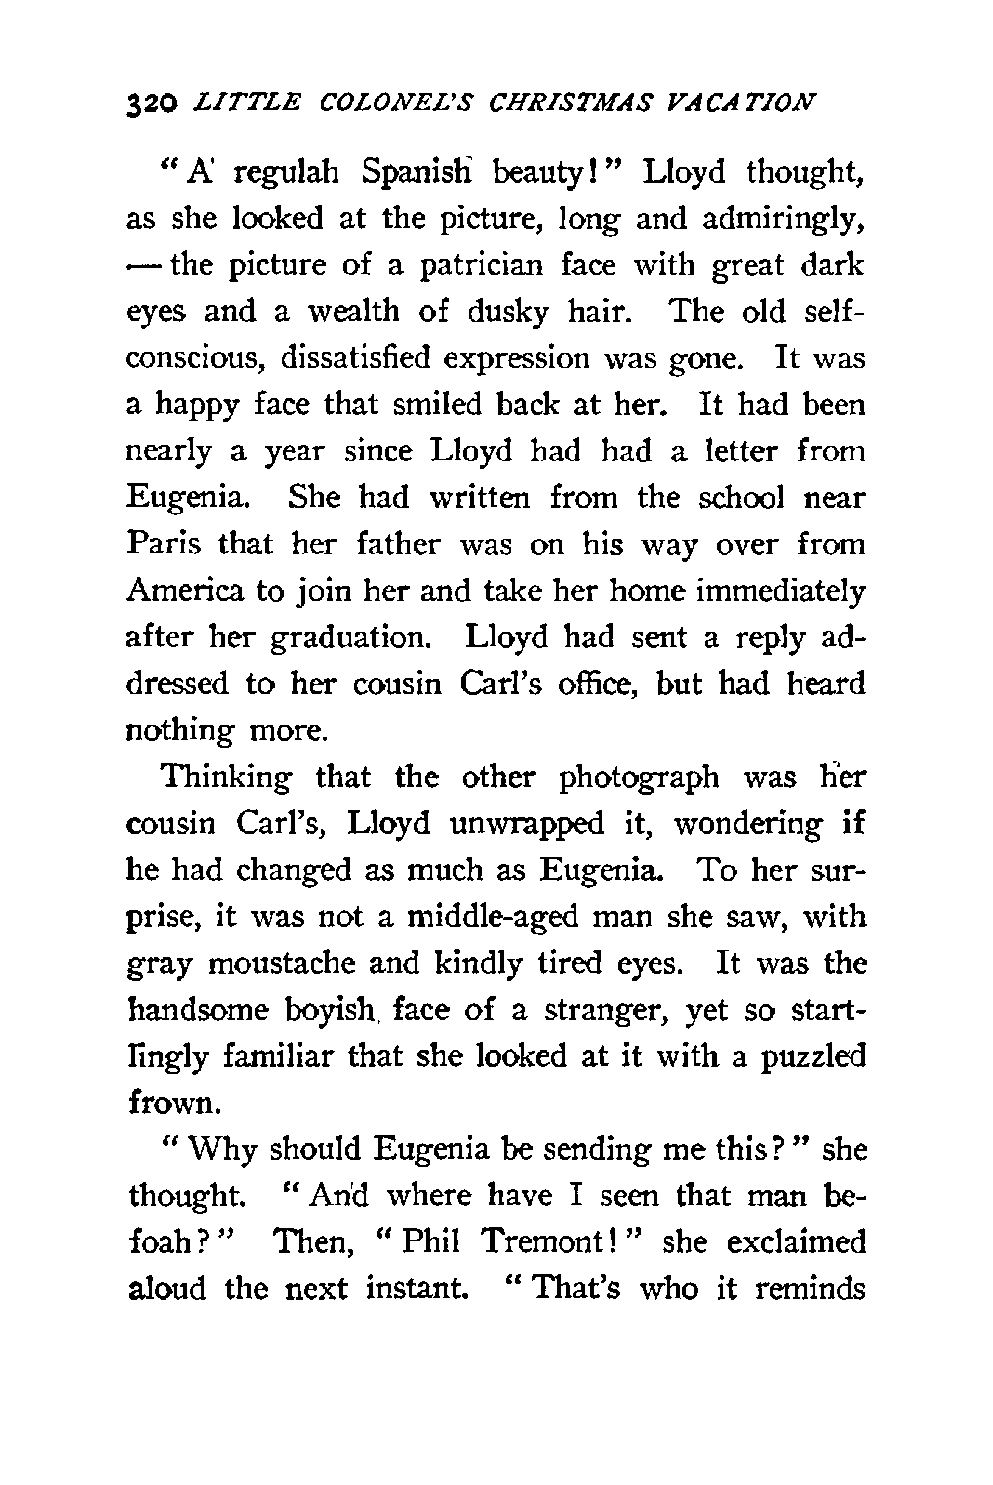 320 LITTLE COLONEL'S CHRISTMAS VACATION
" A regulah Spanish beauty! " Lloyd thought,
as she looked at the picture, long and admiringly,
— the picture of a patrician face with great dark
eyes and a wealth of dusky hair. The old self-
conscious, dissatisfied expression was gone. It was
a happy face that smiled back at her. It had been
nearly a year since Lloyd had had a letter from
Eugenia. She had written from the school near
Paris that her father was on his way over from
America to join her and take her home immediately
after her graduation. Lloyd had sent a reply ad-
dressed to her cousin Carl's office, but had heard
nothing more.
Thinking that the other photograph was her
cousin Carl's, Lloyd unwrapped it, wondering if
he had changed as much as Eugenia. To her sur-
prise, it was not a middle-aged man she saw, with
gray moustache and kindly tired eyes. It was the
handsome boyish face of a stranger, yet so start-
lingly familiar that she looked at it with a puzzled
frown.
" Why should Eugenia be sending me this? " she
thought. " And where have I seen that man be-
foah? " Then, " Phil Tremont! " she exclaimed
aloud the next instant. " That's who it reminds